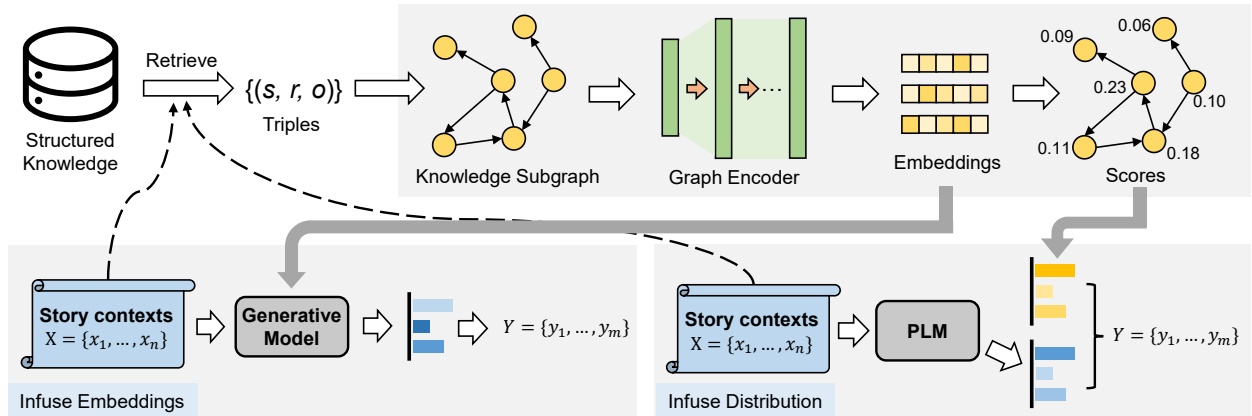 Retrieve
Structured
Knowledge
{(s, r, o)}
Triples
Knowledge Subgraph
...
Graph Encoder
Embeddings
0.09
0.06
0.23
0.10
0.11
0.18
Scores
Story contexts
X = {x₁, ..., xₙ}
Generative
Model
Y = {y₁, ..., yₘ}
Infuse Embeddings
Story contexts
X = {x₁, ..., xₙ}
PLM
Y = {y₁, ..., yₘ}
Infuse Distribution